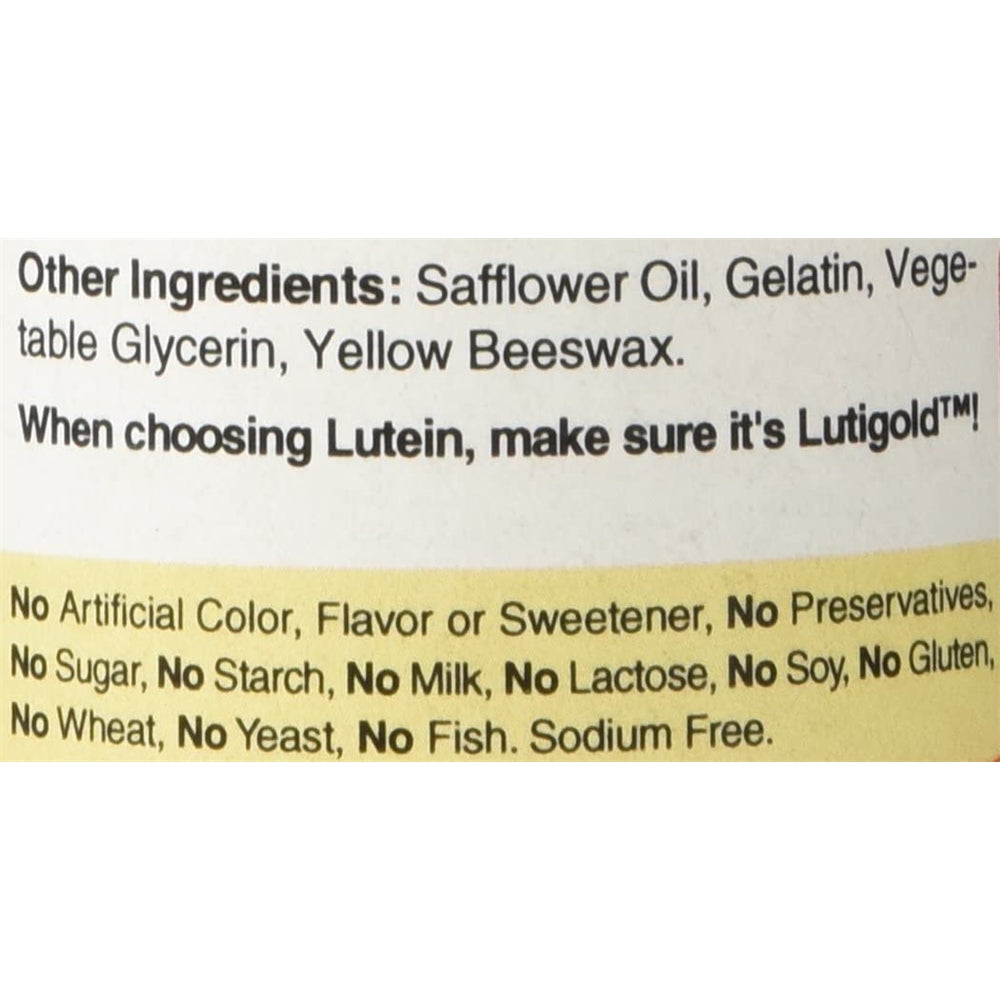 Other Ingredients: Safflower Oil, Gelatin, Vege-
table Glycerin, Yellow Beeswax.
When choosing Lutein, make sure it's Lutigold™!
No Artificial Color, Flavor or Sweetener, No Preservatives,
No Sugar, No Starch, No Milk, No Lactose, No Soy, No Gluten,
No Wheat, No Yeast, No Fish. Sodium Free.